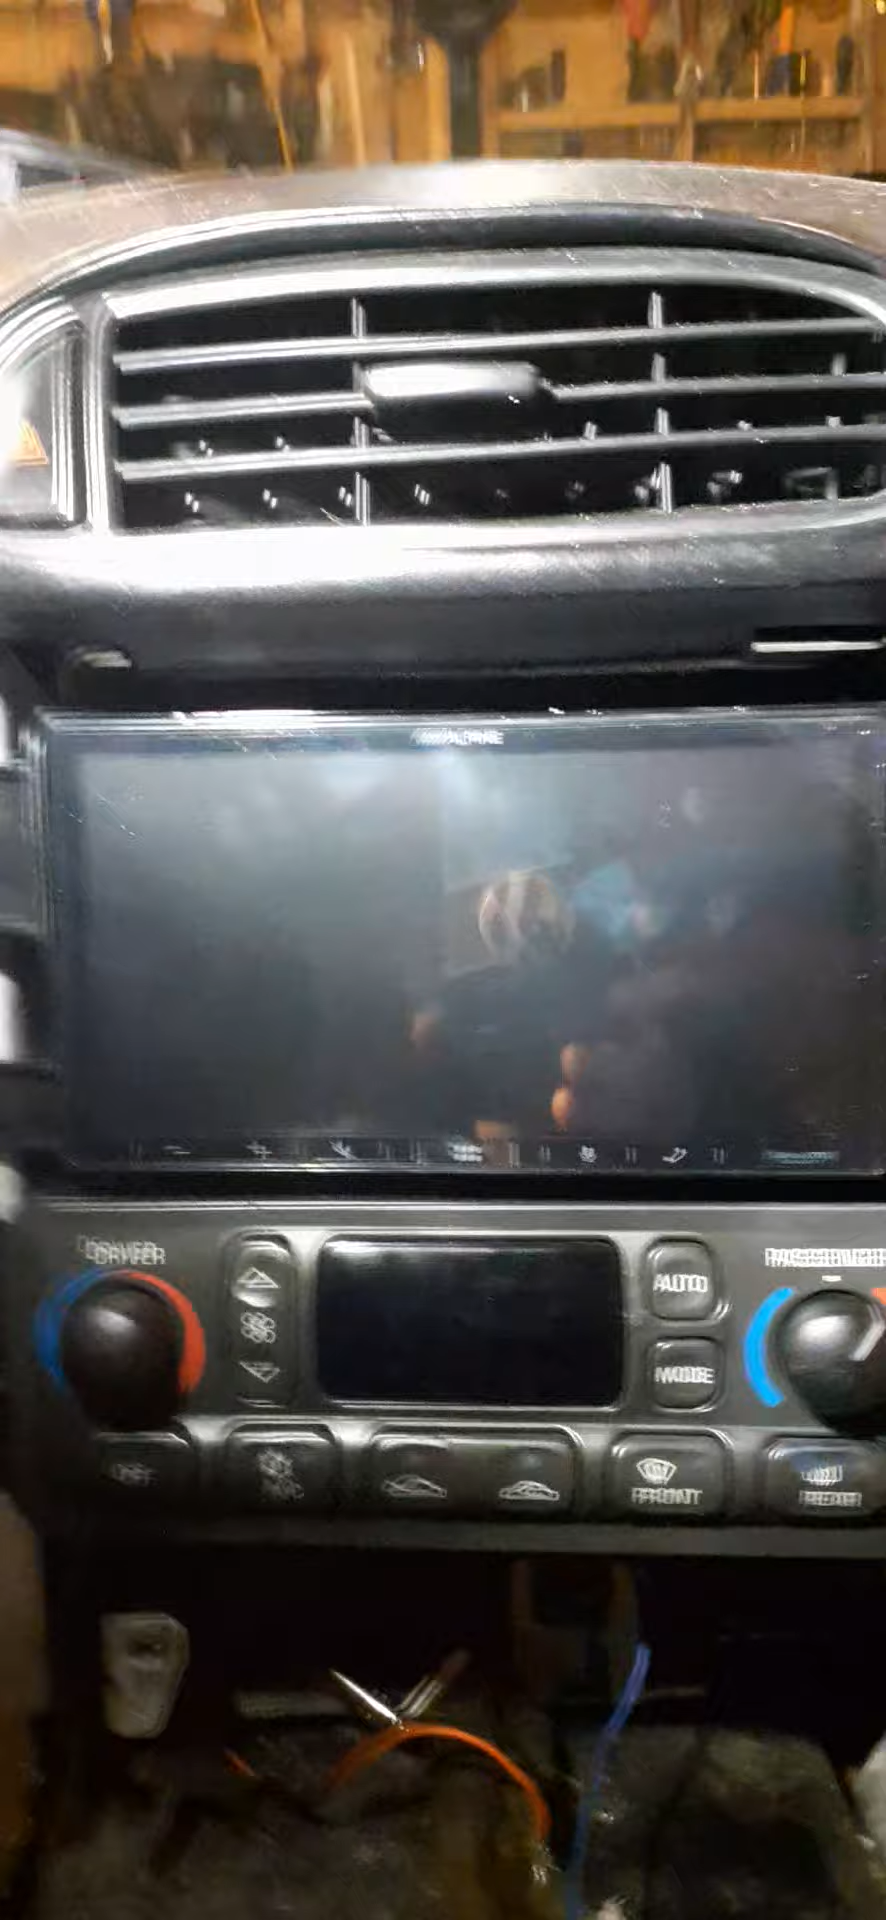 ALPINE
DRIVER
PASSENGER
AUTO
MODE
OFF
FRONT
REAR